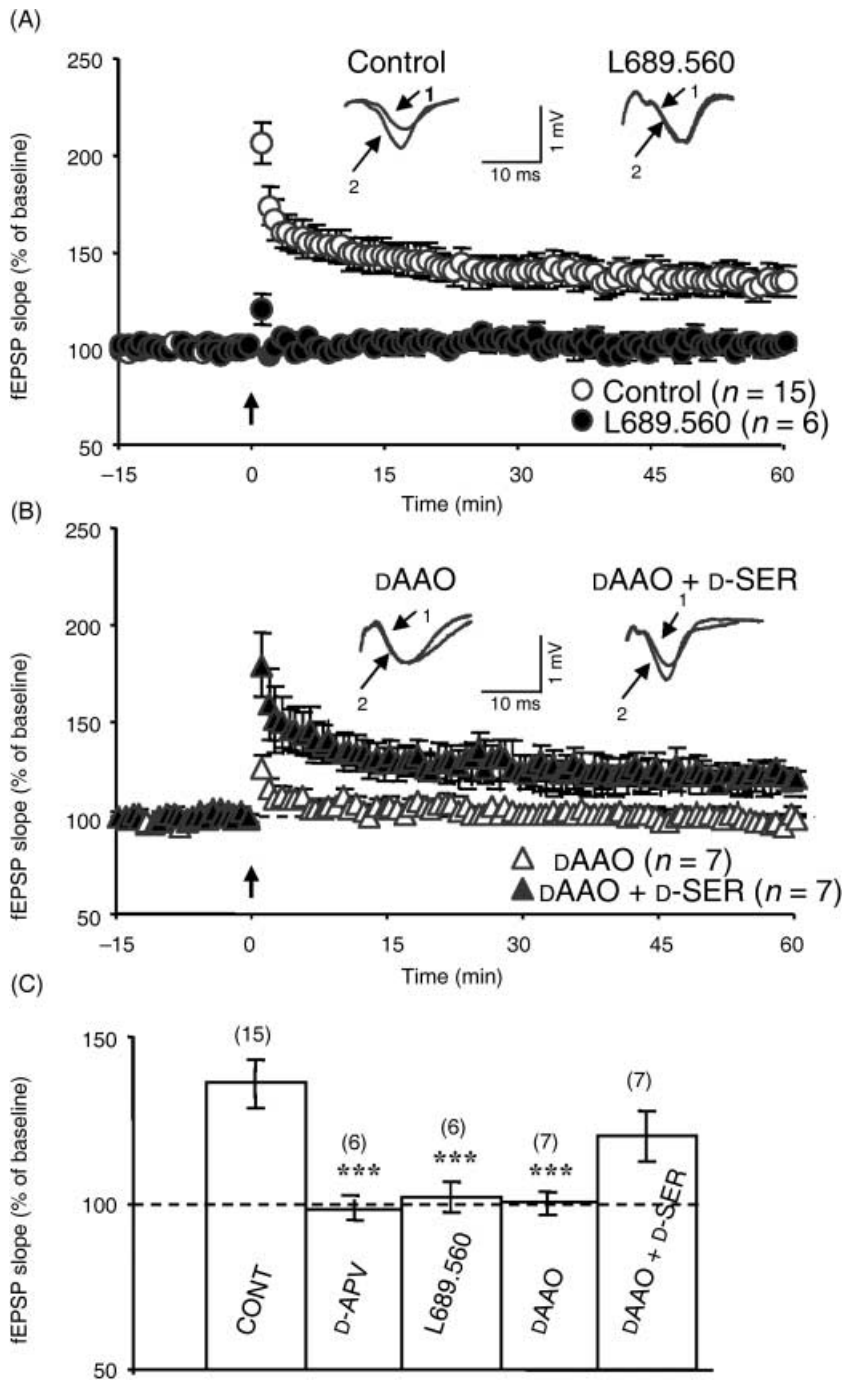 (A)
250
200
150
100
50
fEPSP slope (% of baseline)
Control
1
2
10 ms
1 mV
L689.560
1
2
Control (n = 15)
L689.560 (n = 6)
–15
0
15
30
45
60
Time (min)
(B)
250
200
150
100
50
fEPSP slope (% of baseline)
DAAO
1
2
10 ms
1 mV
DAAO + D-SER
1
2
DAAO (n = 7)
DAAO + D-SER (n = 7)
–15
0
15
30
45
60
Time (min)
(C)
150
100
50
fEPSP slope (% of baseline)
(15)
(6)
***
(6)
***
(7)
***
(7)
CONT
D-APV
L689.560
DAAO
DAAO + D-SER